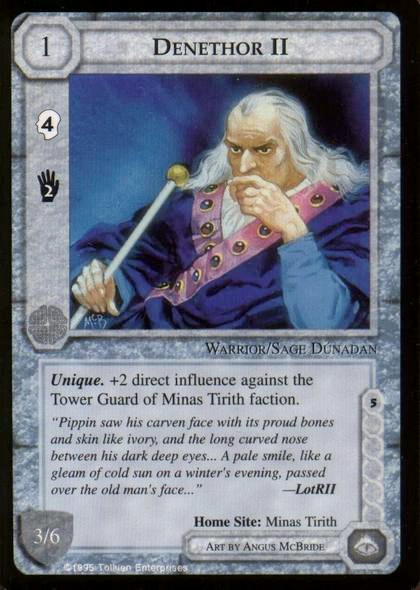 1
DENETHOR II
4
2
McB
WARRIOR/SAGE DÚNADAN
Unique. +2 direct influence against the
Tower Guard of Minas Tirith faction.
5
"Pippin saw his carven face with its proud bones
and skin like ivory, and the long curved nose
between his dark deep eyes... A pale smile, like a
gleam of cold sun on a winter's evening, passed
over the old man's face..." —LotRII
Home Site: Minas Tirith
3/6
ART BY ANGUS MCBRIDE
©1995 Tolkien Enterprises